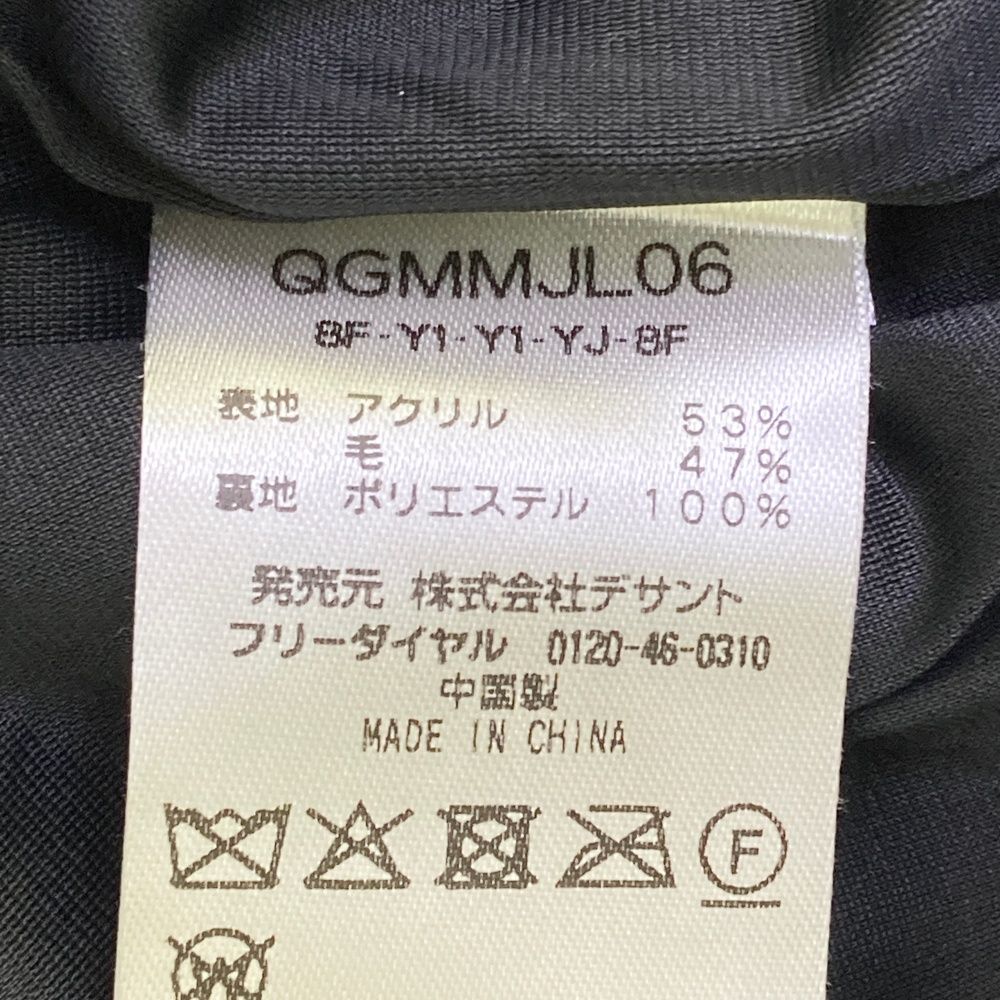 QGMMJL06
8F-Y1-Y1-YJ-8F
表地 アクリル 53%
毛 47%
裏地 ポリエステル 100%
発売元 株式会社デサント
フリーダイヤル 0120-46-0310
中国製
MADE IN CHINA
F
W